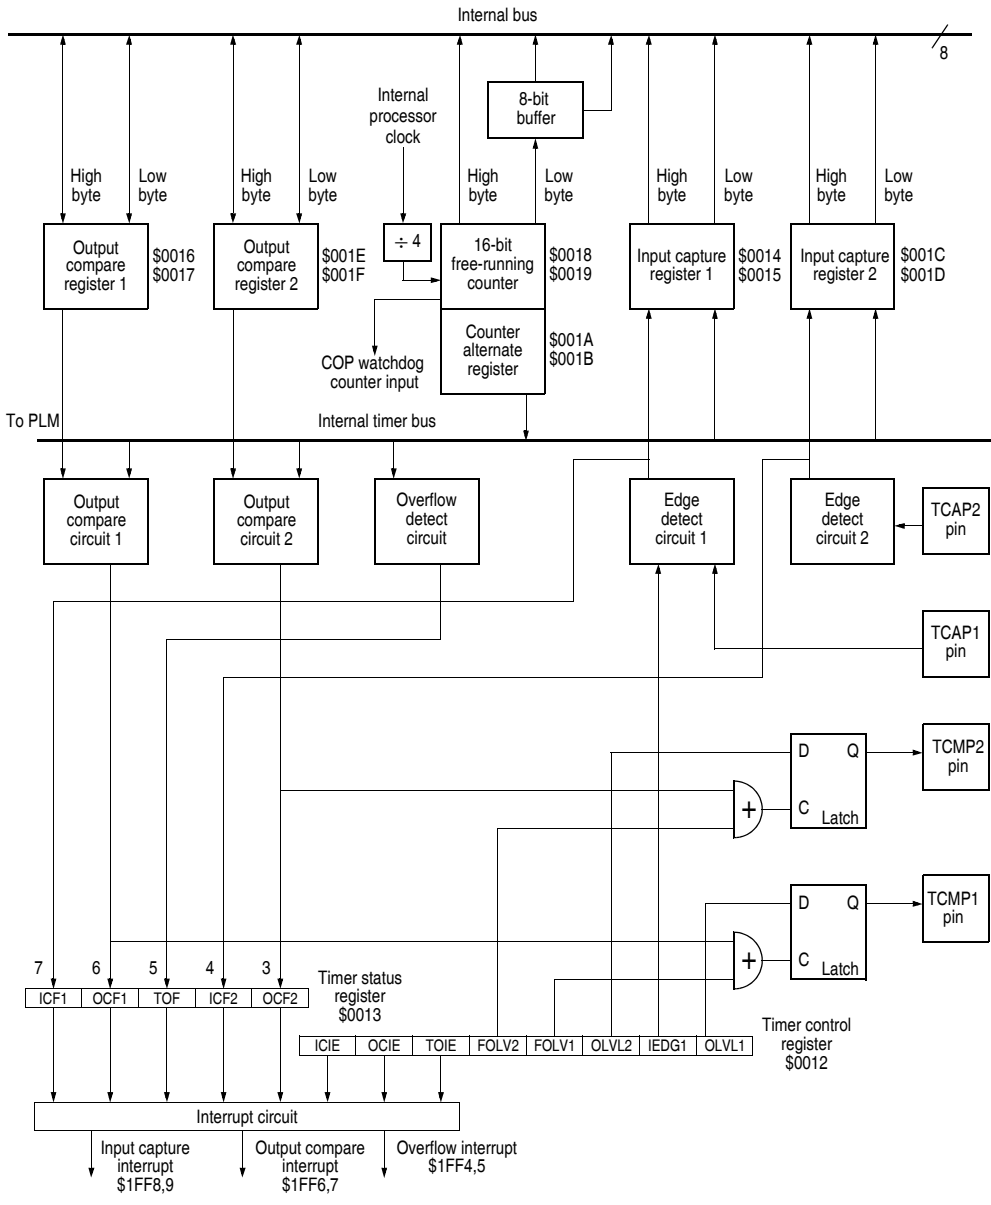 Internal bus
8
Internal
processor
clock
8-bit
buffer
High
byte
Low
byte
High
byte
Low
byte
High
byte
Low
byte
High
byte
Low
byte
High
byte
Low
byte
Output
compare
register 1
$0016
$0017
Output
compare
register 2
$001E
$001F
÷ 4
16-bit
free-running
counter
$0018
$0019
Input capture
register 1
$0014
$0015
Input capture
register 2
$001C
$001D
Counter
alternate
register
$001A
$001B
COP watchdog
counter input
To PLM
Internal timer bus
Output
compare
circuit 1
Output
compare
circuit 2
Overflow
detect
circuit
Edge
detect
circuit 1
Edge
detect
circuit 2
TCAP2
pin
TCAP1
pin
D
Q
C
Latch
+
TCMP2
pin
D
Q
C
Latch
+
TCMP1
pin
7
6
5
4
3
ICF1
OCF1
TOF
ICF2
OCF2
Timer status
register
$0013
ICIE
OCIE
TOIE
FOLV2
FOLV1
OLVL2
IEDG1
OLVL1
Timer control
register
$0012
Interrupt circuit
Input capture
interrupt
$1FF8,9
Output compare
interrupt
$1FF6,7
Overflow interrupt
$1FF4,5